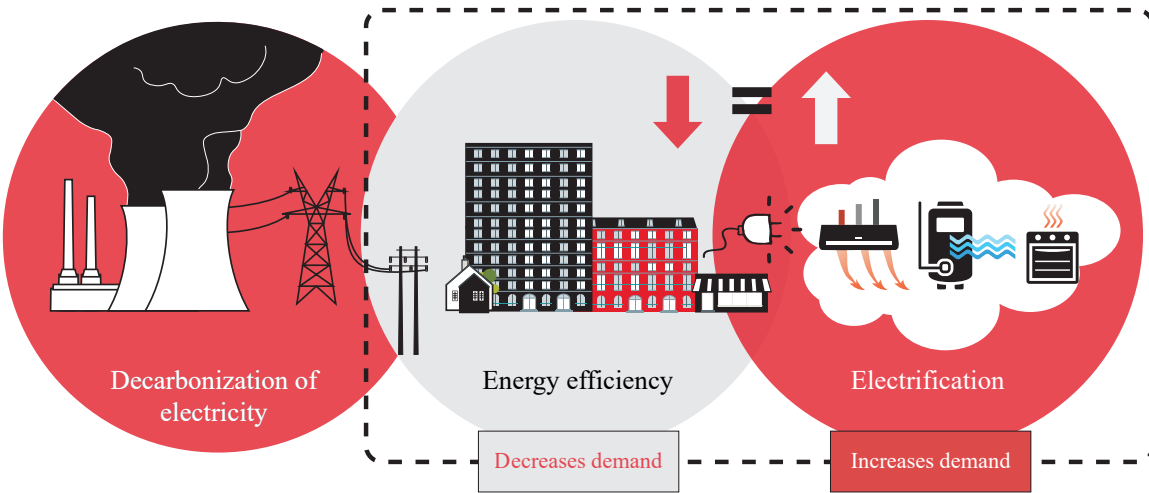 Decarbonization of
electricity
Energy efficiency
Electrification
Decreases demand
Increases demand